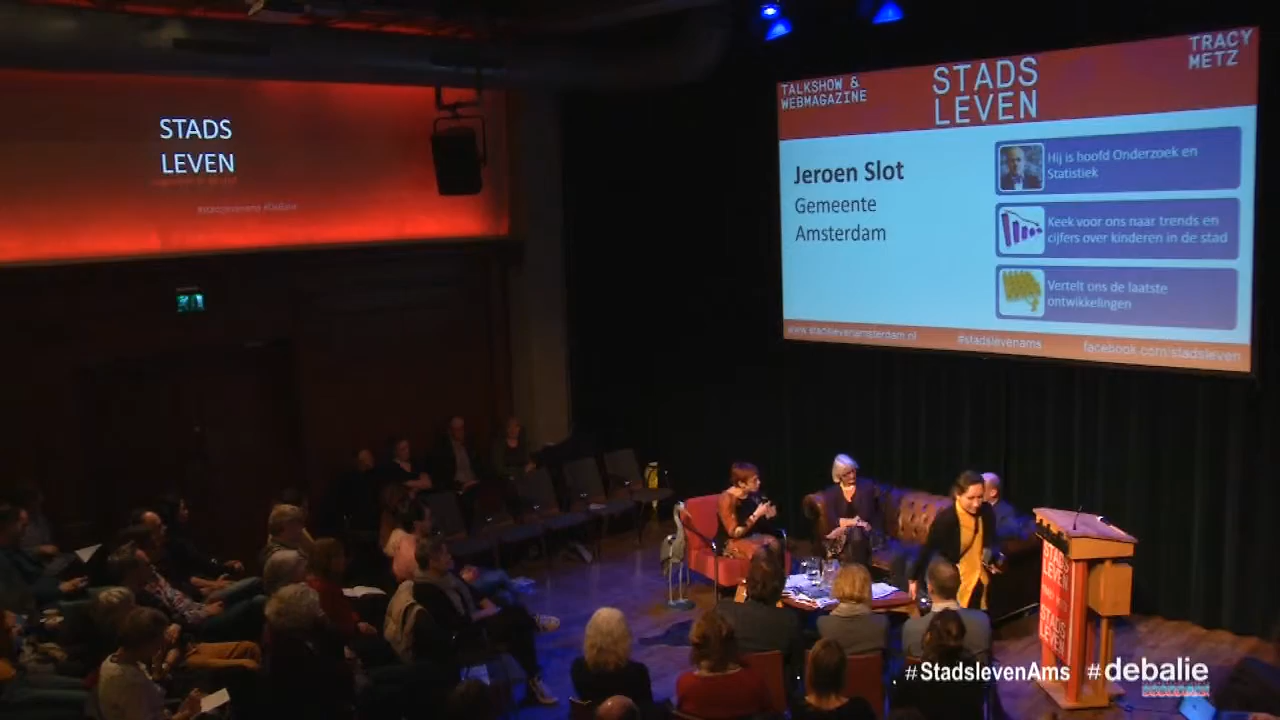 STADS
LEVEN
TALKSHOW &
WEBMAGAZINE
STADS
LEVEN
TRACY
METZ
Jeroen Slot
Gemeente
Amsterdam
Hij is hoofd Onderzoek en
Statistiek
Keek voor ons naar trends en
cijfers over kinderen in de stad
Vertelt ons de laatste
ontwikkelingen
www.stadslevenamsterdam.nl
#stadslevenams
facebook.com/stadsleven
STADS
LEVEN
STADS
LEVEN
#StadslevenAms #debalie